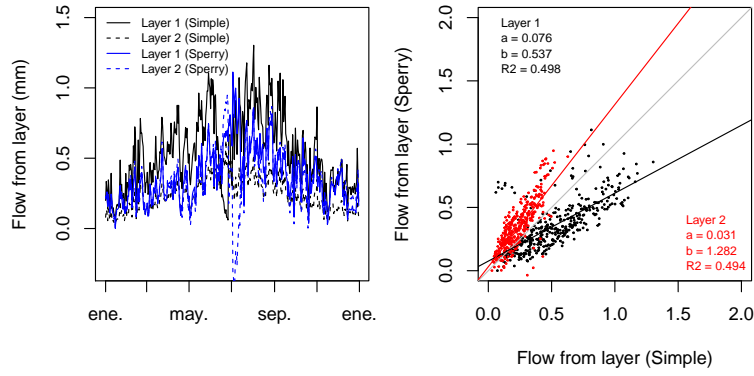 Layer 1 (Simple)
Layer 2 (Simple)
Layer 1 (Sperry)
Layer 2 (Sperry)
Flow from layer (mm)
0.0
0.5
1.0
1.5
ene.
may.
sep.
ene.
Layer 1
a = 0.076
b = 0.537
R2 = 0.498
Layer 2
a = 0.031
b = 1.282
R2 = 0.494
Flow from layer (Sperry)
0.0
0.5
1.0
1.5
2.0
0.0
0.5
1.0
1.5
2.0
Flow from layer (Simple)